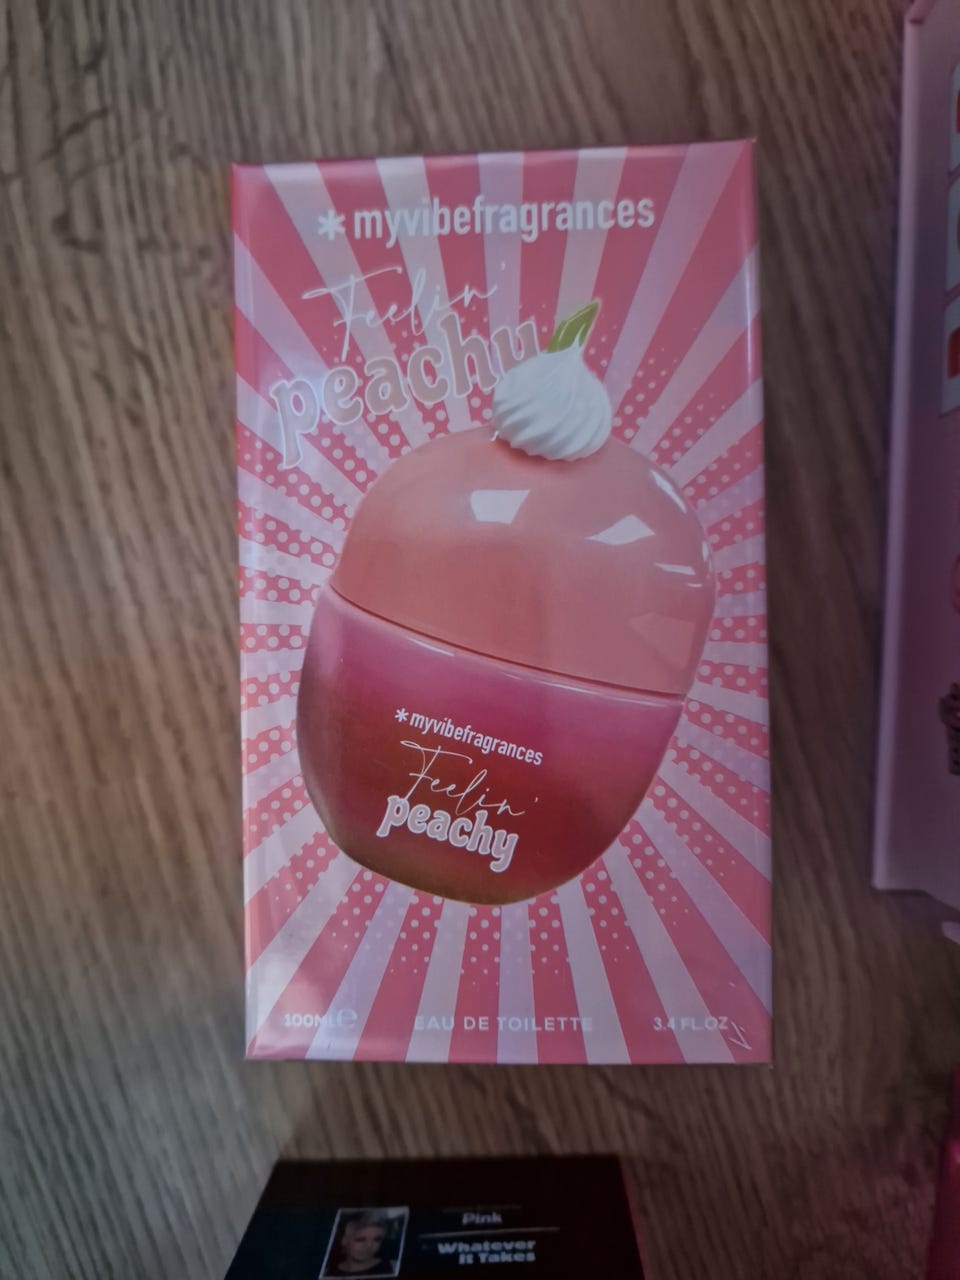 *myvibefragrances
Feelin'
peachy
*myvibefragrances
Feelin'
peachy
100ML e
EAU DE TOILETTE
3.4 FL.OZ
Pink
Whatever
It Takes